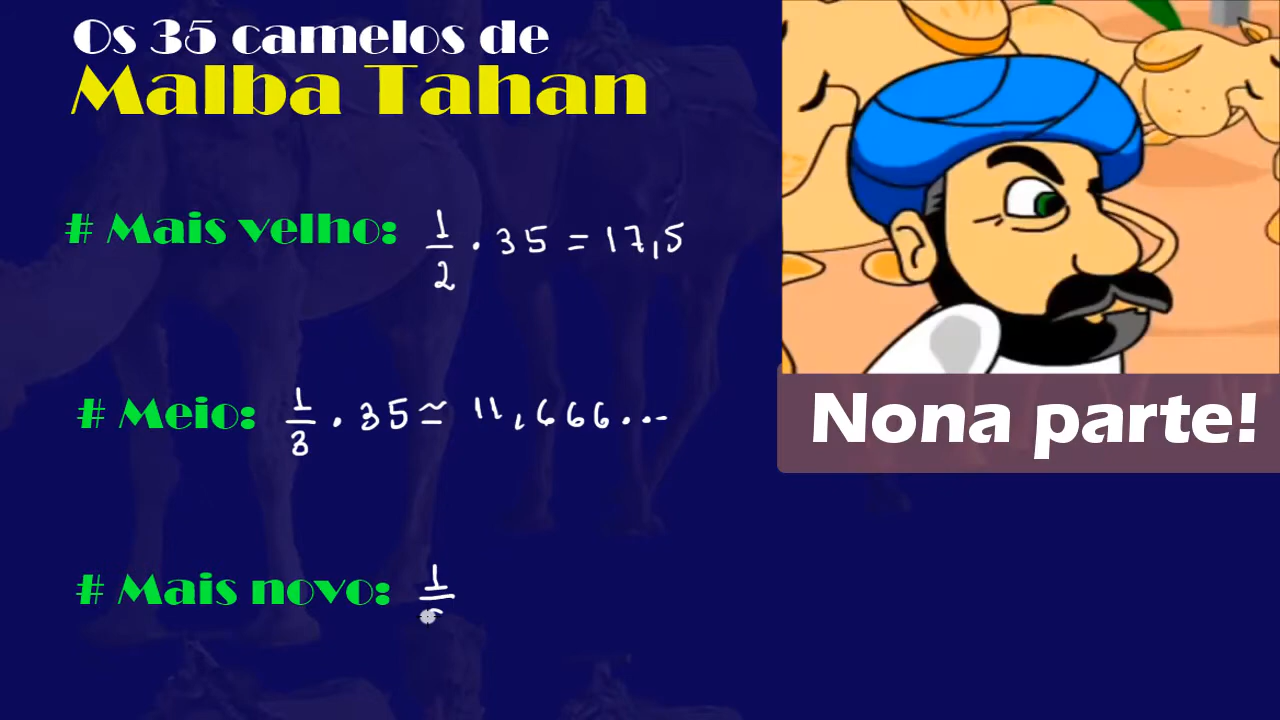 Os 35 camelos de
Malba Tahan
# Mais velho: 1/2 · 35 = 17,5
# Meio: 1/3 · 35 ≃ 11,666...
# Mais novo: 1/
Nona parte!